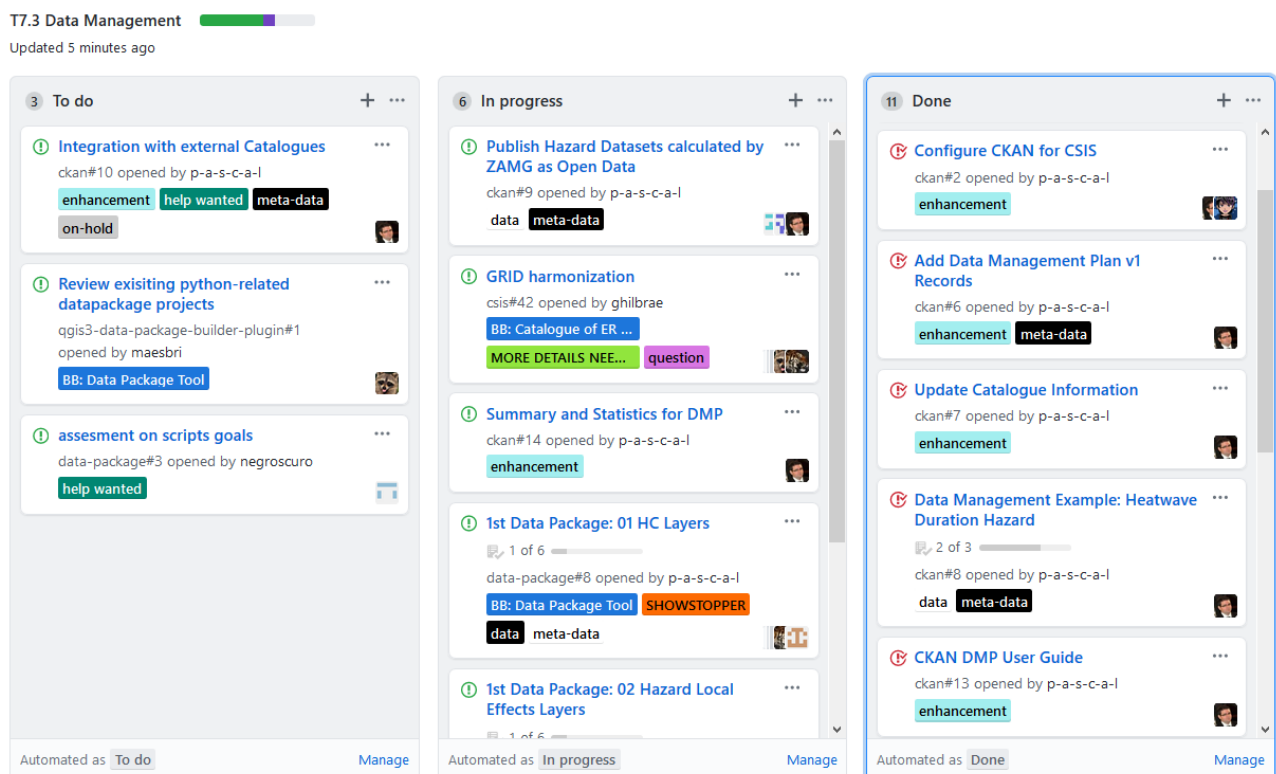 T7.3 Data Management
Updated 5 minutes ago
3 To do
Integration with external Catalogues
ckan#10 opened by p-a-s-c-a-l
enhancement help wanted meta-data
on-hold
Review exisiting python-related
datapackage projects
qgis3-data-package-builder-plugin#1
opened by maesbri
BB: Data Package Tool
assesment on scripts goals
data-package#3 opened by negroscuro
help wanted
Automated as To do Manage
6 In progress
Publish Hazard Datasets calculated by
ZAMG as Open Data
ckan#9 opened by p-a-s-c-a-l
data meta-data
GRID harmonization
csis#42 opened by ghilbrae
BB: Catalogue of ER ...
MORE DETAILS NEE... question
Summary and Statistics for DMP
ckan#14 opened by p-a-s-c-a-l
enhancement
1st Data Package: 01 HC Layers
1 of 6
data-package#8 opened by p-a-s-c-a-l
BB: Data Package Tool SHOWSTOPPER
data meta-data
1st Data Package: 02 Hazard Local
Effects Layers
1 of 6
Automated as In progress Manage
11 Done
Configure CKAN for CSIS
ckan#2 opened by p-a-s-c-a-l
enhancement
Add Data Management Plan v1
Records
ckan#6 opened by p-a-s-c-a-l
enhancement meta-data
Update Catalogue Information
ckan#7 opened by p-a-s-c-a-l
enhancement
Data Management Example: Heatwave
Duration Hazard
2 of 3
ckan#8 opened by p-a-s-c-a-l
data meta-data
CKAN DMP User Guide
ckan#13 opened by p-a-s-c-a-l
enhancement
Automated as Done Manage